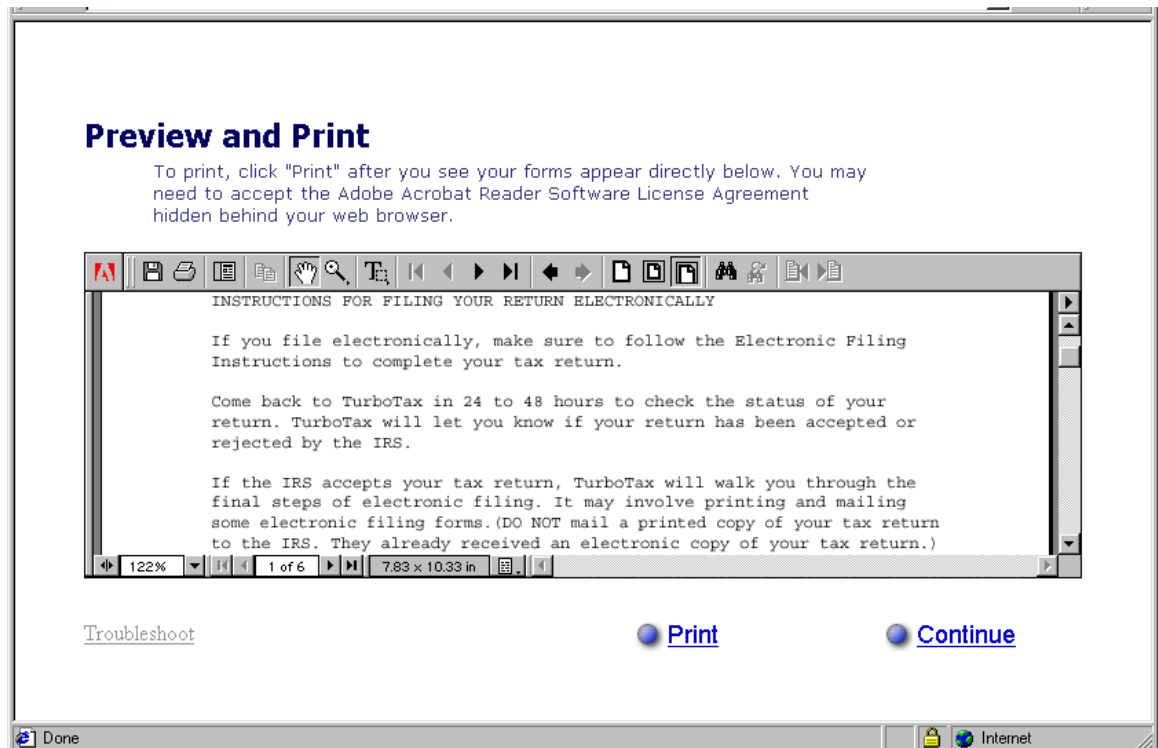 Preview and Print
To print, click "Print" after you see your forms appear directly below. You may
need to accept the Adobe Acrobat Reader Software License Agreement
hidden behind your web browser.
INSTRUCTIONS FOR FILING YOUR RETURN ELECTRONICALLY
If you file electronically, make sure to follow the Electronic Filing
Instructions to complete your tax return.
Come back to TurboTax in 24 to 48 hours to check the status of your
return. TurboTax will let you know if your return has been accepted or
rejected by the IRS.
If the IRS accepts your tax return, TurboTax will walk you through the
final steps of electronic filing. It may involve printing and mailing
some electronic filing forms.(DO NOT mail a printed copy of your tax return
to the IRS. They already received an electronic copy of your tax return.)
122% 1 of 6 7.83 x 10.33 in
Troubleshoot Print Continue
Done Internet